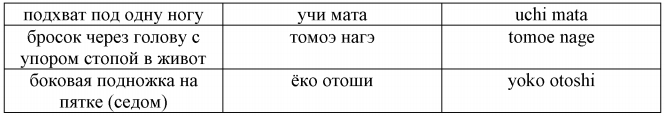 подхват под одну ногу учи мата uchi mata
бросок через голову с томоэ нагэ tomoe nage
упором стопой в живот
боковая подножка на ёко отоши yoko otoshi
пятке (седом)